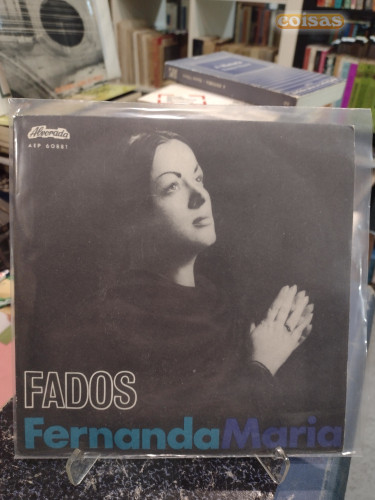 coisas
Alvorada
AEP 60881
FADOS
FernandaMaria